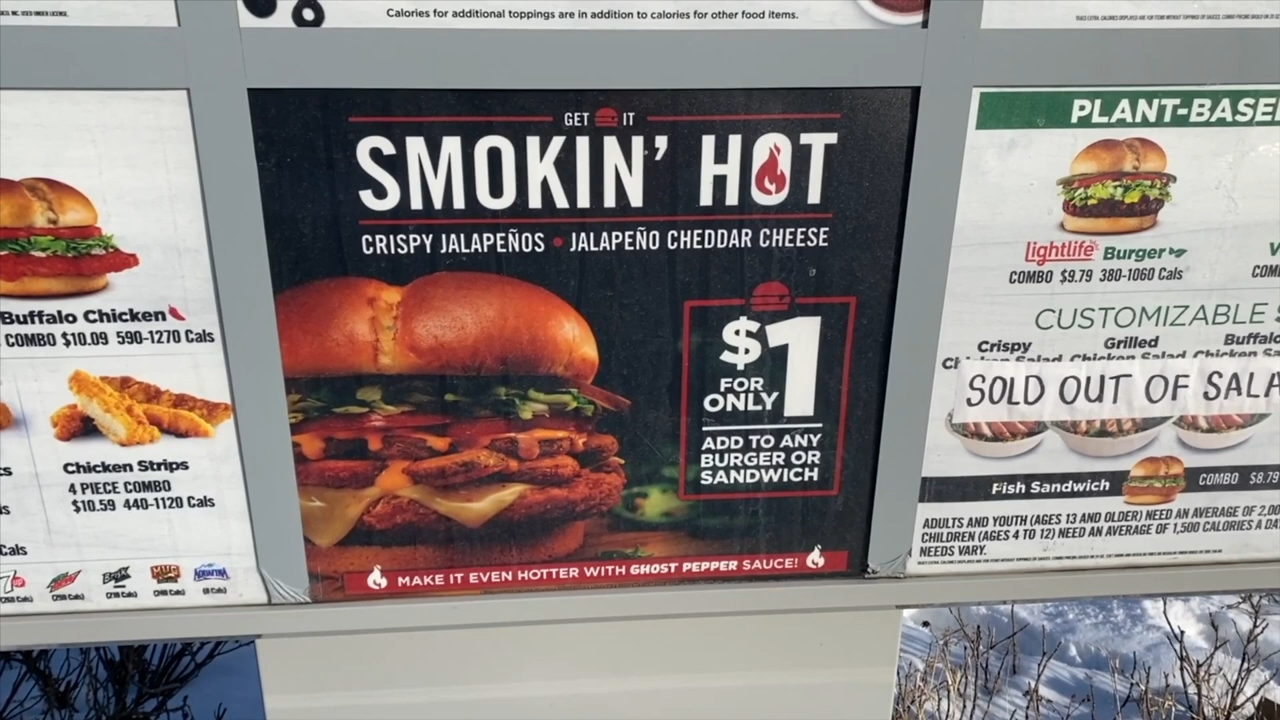 Calories for additional toppings are in addition to calories for other food items.
Buffalo Chicken
COMBO $10.09 590-1270 Cals
Chicken Strips
4 PIECE COMBO
$10.59 440-1120 Cals
Cals
GET IT
SMOKIN' HOT
CRISPY JALAPEÑOS • JALAPEÑO CHEDDAR CHEESE
$1
FOR
ONLY
ADD TO ANY
BURGER OR
SANDWICH
MAKE IT EVEN HOTTER WITH GHOST PEPPER SAUCE!
PLANT-BASE
Lightlife Burger
COMBO $9.79 380-1060 Cals
CUSTOMIZABLE
Crispy
Grilled
Buffalo
Chicken Salad
SOLD OUT OF SALA
Fish Sandwich
COMBO $8.79
ADULTS AND YOUTH (AGES 13 AND OLDER) NEED AN AVERAGE OF 2,00
CHILDREN (AGES 4 TO 12) NEED AN AVERAGE OF 1,500 CALORIES A DA
NEEDS VARY.